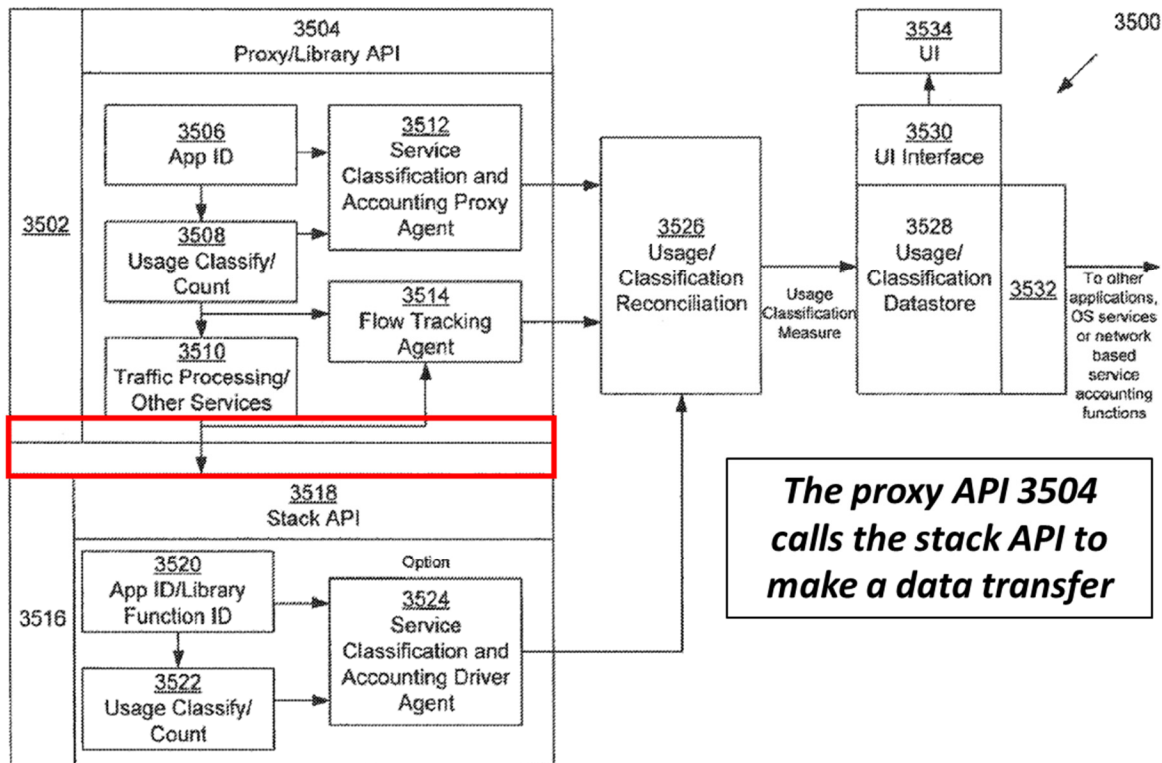 3500
3502
3504
Proxy/Library API
3506
App ID
3508
Usage Classify/
Count
3510
Traffic Processing/
Other Services
3512
Service
Classification and
Accounting Proxy
Agent
3514
Flow Tracking
Agent
3516
3518
Stack API
3520
App ID/Library
Function ID
3522
Usage Classify/
Count
Option
3524
Service
Classification and
Accounting Driver
Agent
3526
Usage/
Classification
Reconciliation
Usage
Classification
Measure
3534
UI
3530
UI Interface
3528
Usage/
Classification
Datastore
3532
To other
applications,
OS services
or network
based
service
accounting
functions
The proxy API 3504
calls the stack API to
make a data transfer